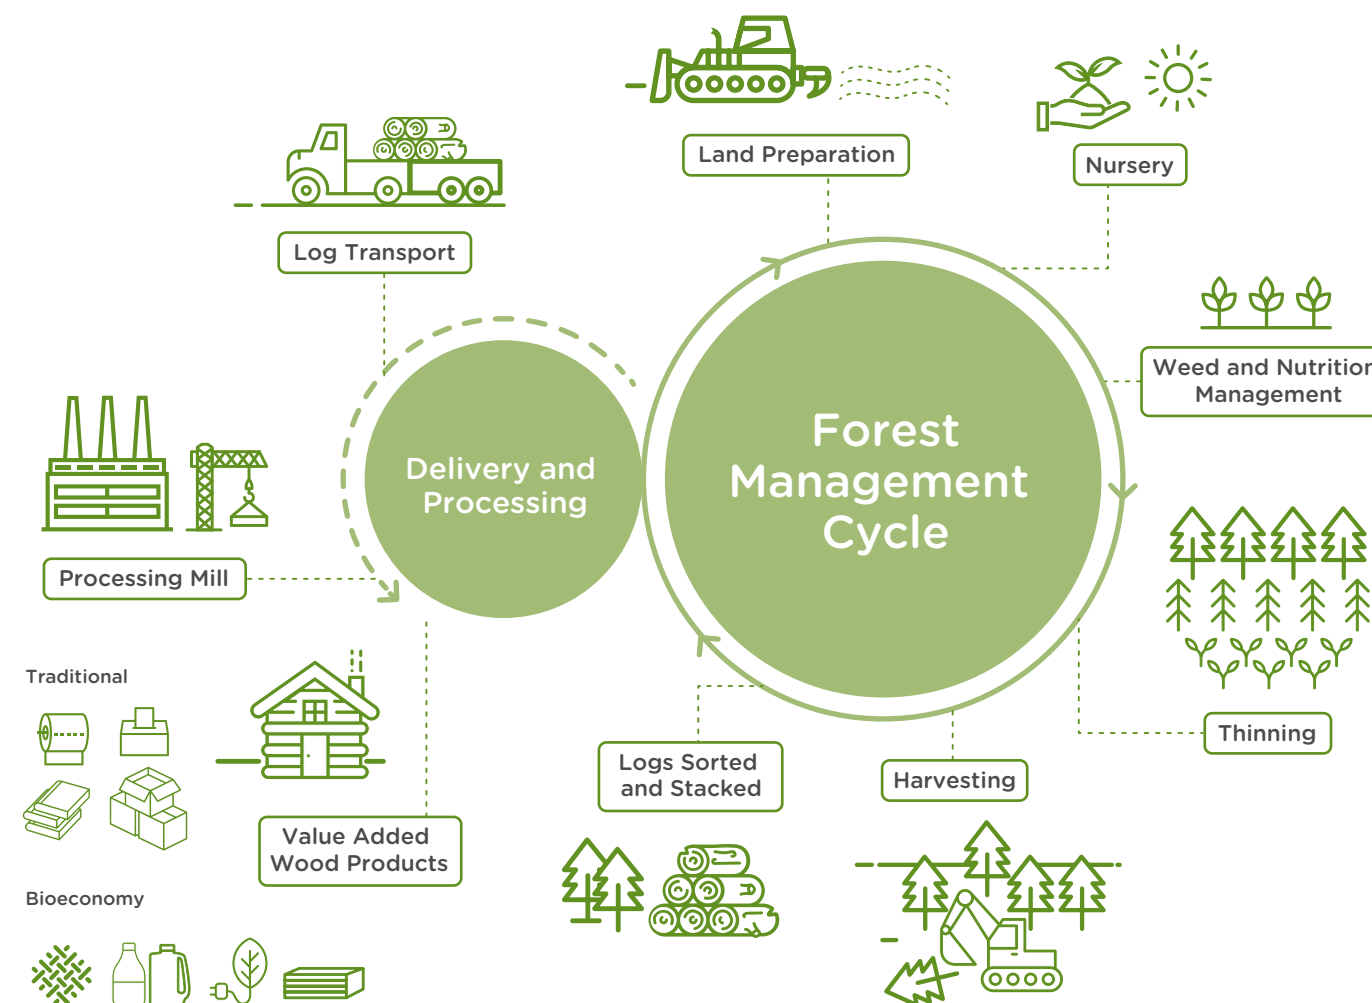 Land Preparation
Nursery
Log Transport
Weed and Nutrition
Management
Forest
Management
Cycle
Delivery and
Processing
Processing Mill
Traditional
Thinning
Logs Sorted
and Stacked
Harvesting
Value Added
Wood Products
Bioeconomy